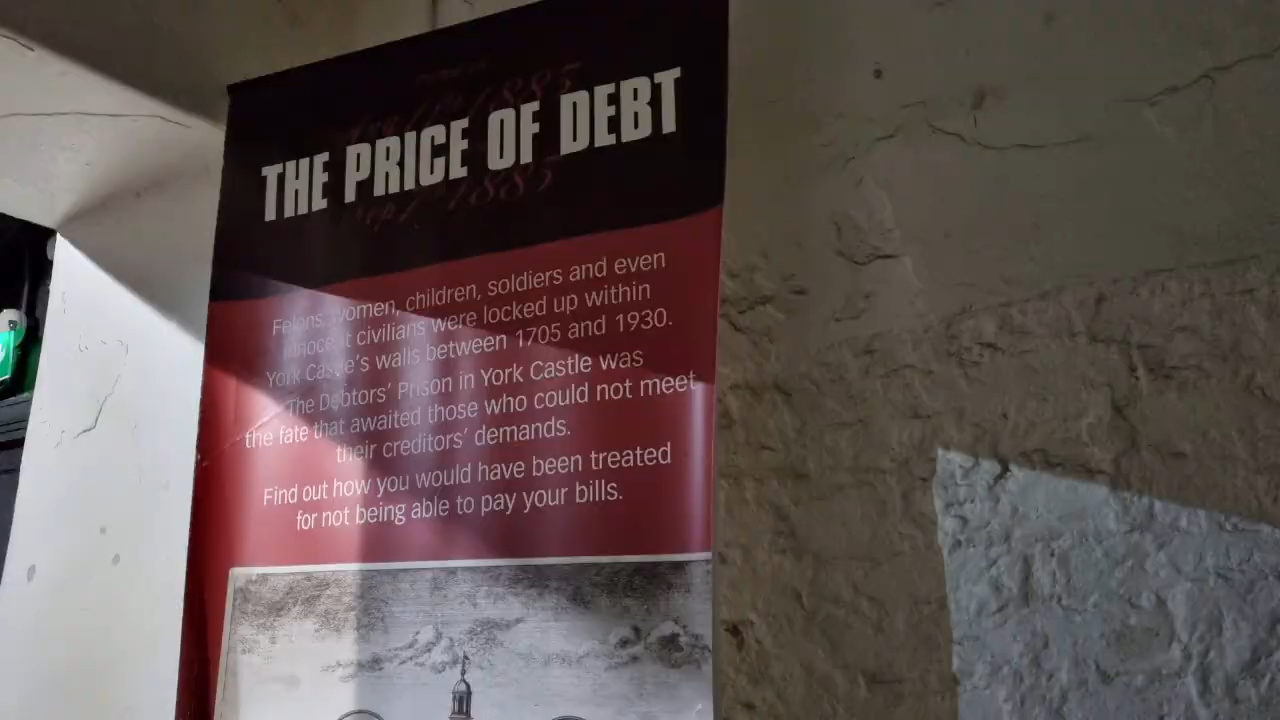 THE PRICE OF DEBT
Felons, women, children, soldiers and even
innocent civilians were locked up within
York Castle's walls between 1705 and 1930.
The Debtors' Prison in York Castle was
the fate that awaited those who could not meet
their creditors' demands.
Find out how you would have been treated
for not being able to pay your bills.